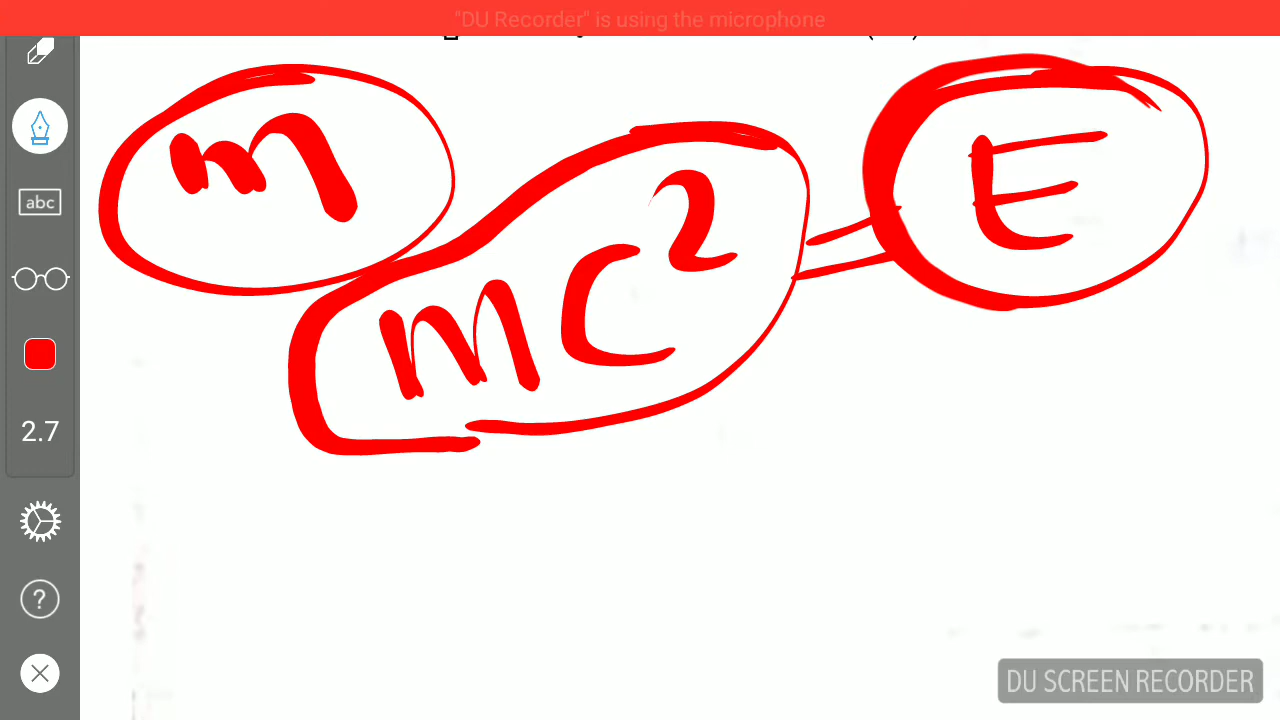 "DU Recorder" is using the microphone
m
mc² = E
abc
2.7
?
DU SCREEN RECORDER